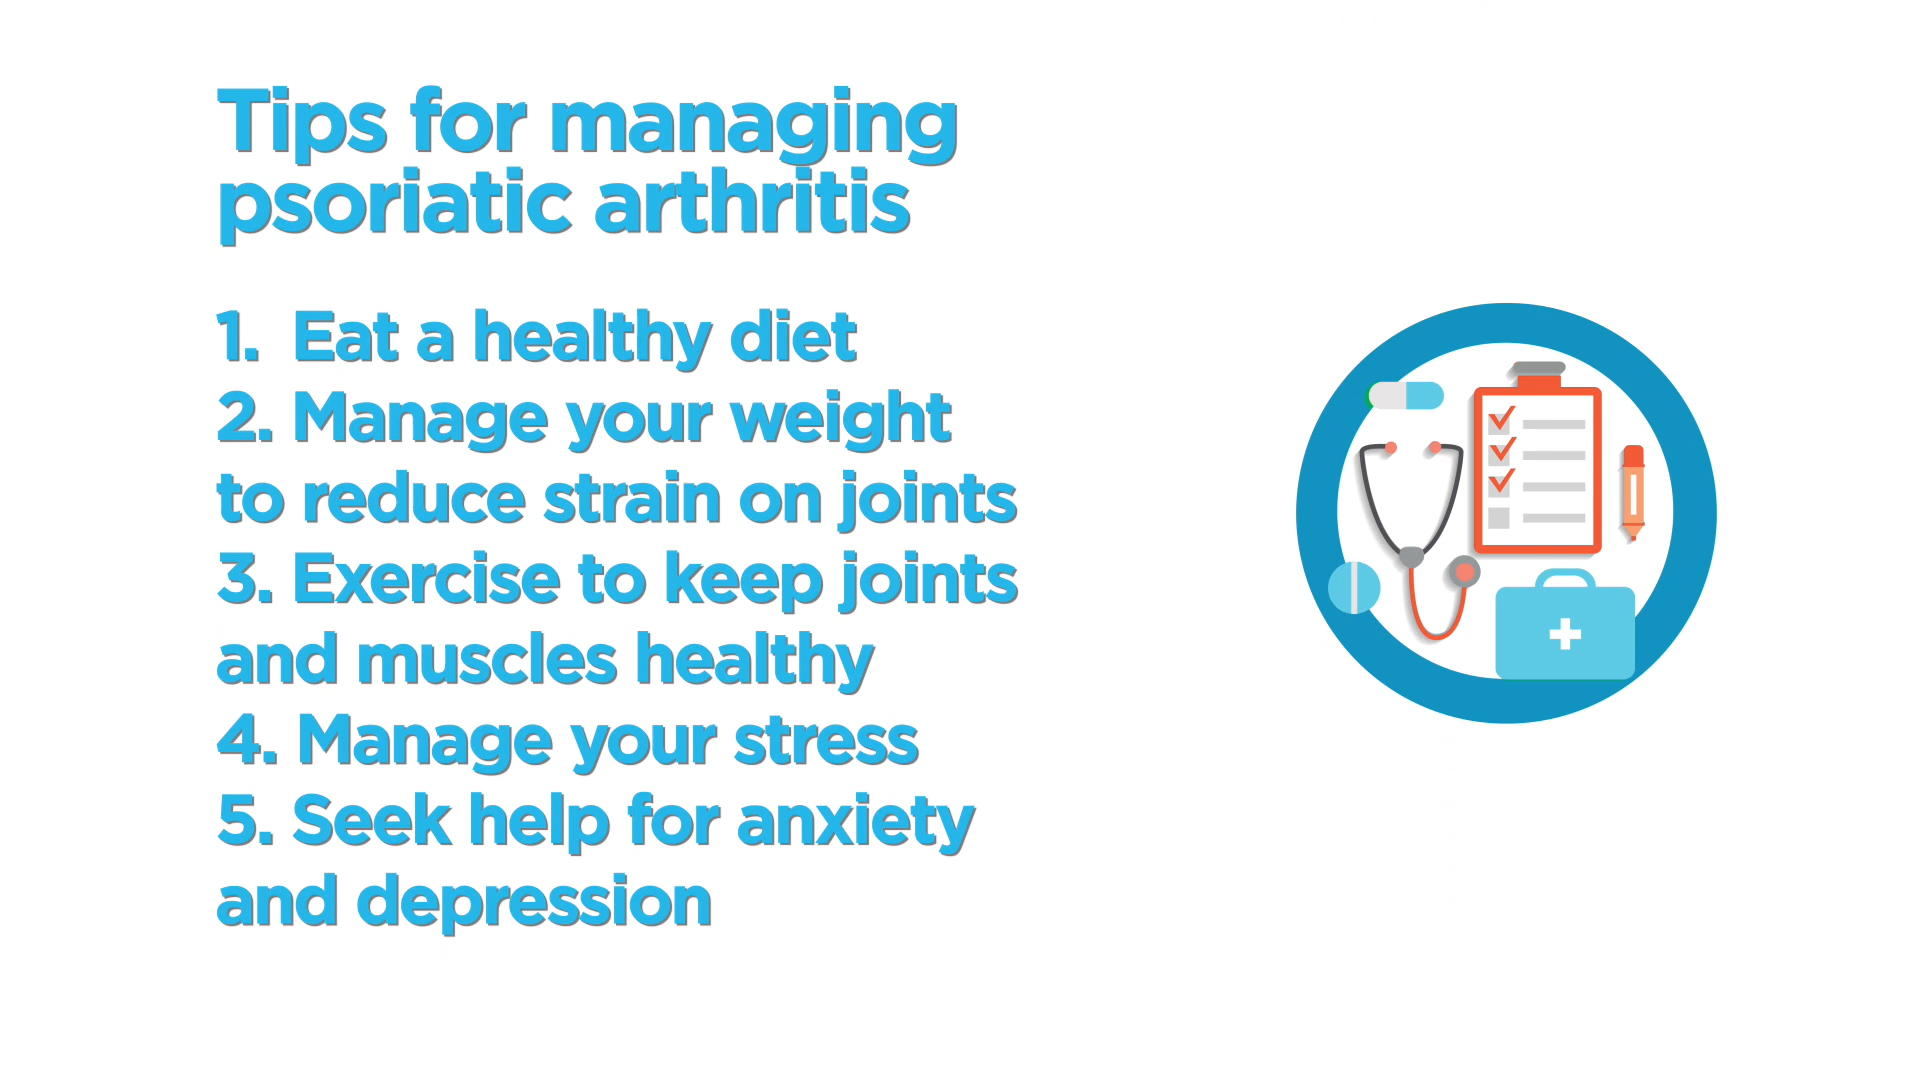 Tips for managing
psoriatic arthritis
1. Eat a healthy diet
2. Manage your weight
to reduce strain on joints
3. Exercise to keep joints
and muscles healthy
4. Manage your stress
5. Seek help for anxiety
and depression